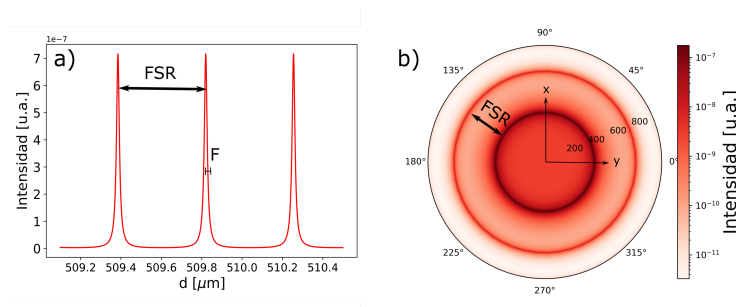 1e−7
a)
FSR
F
7
6
5
4
3
2
1
0
Intensidad [u.a.]
509.2 509.4 509.6 509.8 510.0 510.2 510.4
d [μm]
b)
90°
135° 45°
FSR
x
y
200 400 600 800
180° 0°
225° 315°
270°
10⁻⁷
10⁻⁸
10⁻⁹
10⁻¹⁰
10⁻¹¹
Intensidad [u.a.]